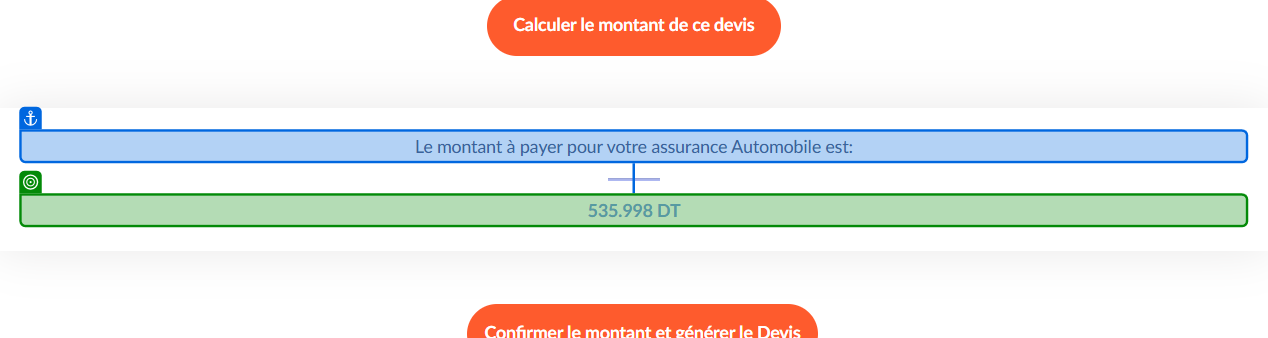 Calculer le montant de ce devis
Le montant à payer pour votre assurance Automobile est:
535.998 DT
Confirmer le montant et générer le Devis